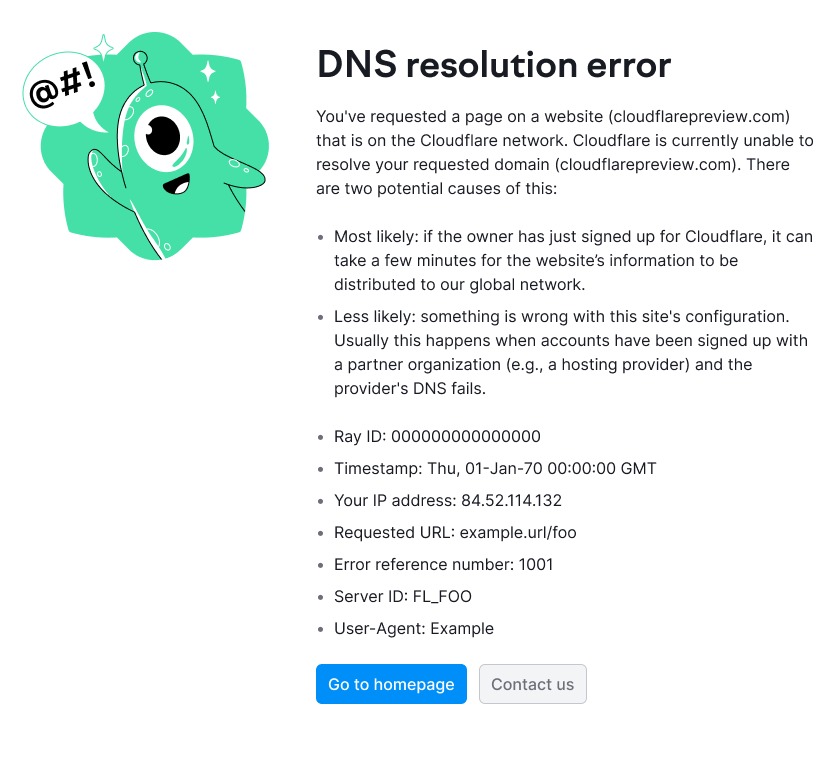 @#!
DNS resolution error
You've requested a page on a website (cloudflarepreview.com)
that is on the Cloudflare network. Cloudflare is currently unable to
resolve your requested domain (cloudflarepreview.com). There
are two potential causes of this:
Most likely: if the owner has just signed up for Cloudflare, it can
take a few minutes for the website’s information to be
distributed to our global network.
Less likely: something is wrong with this site's configuration.
Usually this happens when accounts have been signed up with
a partner organization (e.g., a hosting provider) and the
provider's DNS fails.
Ray ID: 000000000000000
Timestamp: Thu, 01-Jan-70 00:00:00 GMT
Your IP address: 84.52.114.132
Requested URL: example.url/foo
Error reference number: 1001
Server ID: FL_FOO
User-Agent: Example
Go to homepage
Contact us